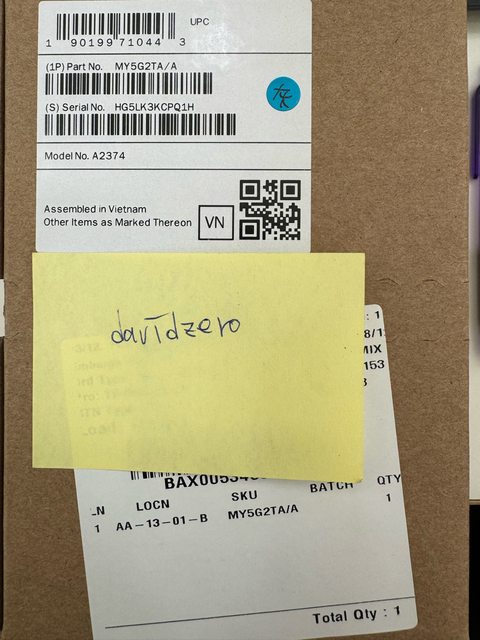 UPC
1 90199 71044 3
(1P) Part No. MY5G2TA/A
(S) Serial No. HG5LK3KCPQ1H
Model No. A2374
Assembled in Vietnam
Other Items as Marked Thereon
VN
davidzero
: 1
8/1
MIX
153
LN LOCN SKU BATCH QTY
1 AA-13-01-B MY5G2TA/A 1
Total Qty : 1